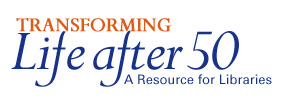 TRANSFORMING
Life after 50
A Resource for Libraries